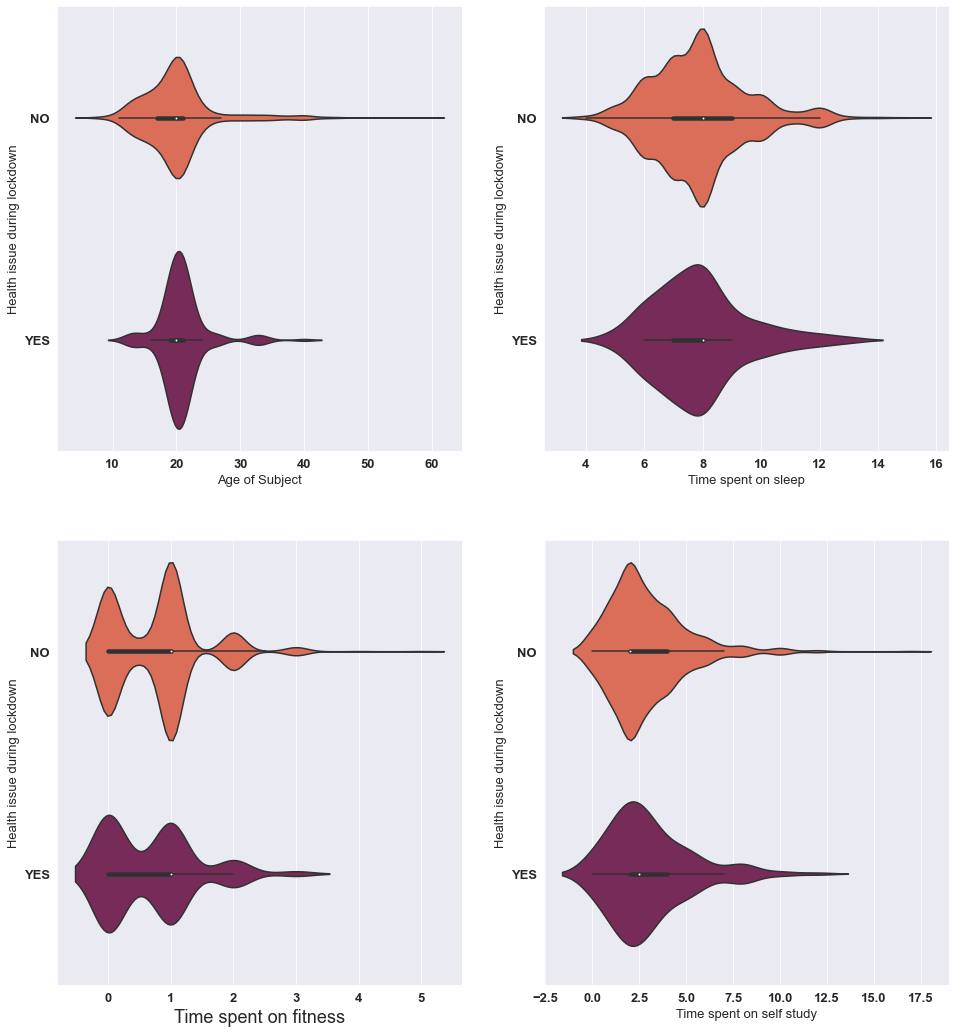 Health issue during lockdown
NO
YES
10 20 30 40 50 60
Age of Subject
Health issue during lockdown
NO
YES
4 6 8 10 12 14 16
Time spent on sleep
Health issue during lockdown
NO
YES
0 1 2 3 4 5
Time spent on fitness
Health issue during lockdown
NO
YES
−2.5 0.0 2.5 5.0 7.5 10.0 12.5 15.0 17.5
Time spent on self study